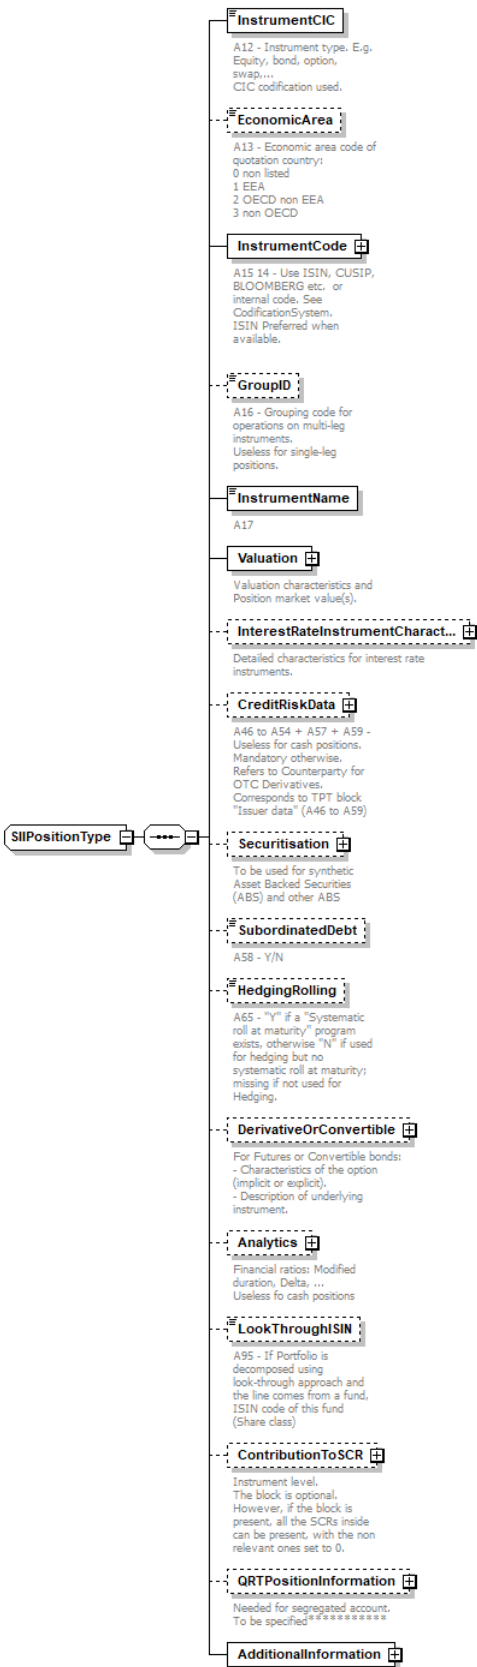 InstrumentCIC
A12 - Instrument type. E.g.
Equity, bond, option,
swap,...
CIC codification used.
EconomicArea
A13 - Economic area code of
quotation country:
0 non listed
1 EEA
2 OECD non EEA
3 non OECD
InstrumentCode
A15 14 - Use ISIN, CUSIP,
BLOOMBERG etc. or
internal code. See
CodificationSystem.
ISIN Preferred when
available.
GroupID
A16 - Grouping code for
operations on multi-leg
instruments.
Useless for single-leg
positions.
InstrumentName
A17
Valuation
Valuation characteristics and
Position market value(s).
InterestRateInstrumentCharact...
Detailed characteristics for interest rate
instruments.
CreditRiskData
A46 to A54 + A57 + A59 -
Useless for cash positions.
Mandatory otherwise.
Refers to Counterparty for
OTC Derivatives.
Corresponds to TPT block
"Issuer data" (A46 to A59)
SIIPositionType
Securitisation
To be used for synthetic
Asset Backed Securities
(ABS) and other ABS
SubordinatedDebt
A58 - Y/N
HedgingRolling
A65 - "Y" if a "Systematic
roll at maturity" program
exists, otherwise "N" if used
for hedging but no
systematic roll at maturity;
missing if not used for
Hedging.
DerivativeOrConvertible
For Futures or Convertible bonds:
- Characteristics of the option
(implicit or explicit).
- Description of underlying
instrument.
Analytics
Financial ratios: Modified
duration, Delta, ...
Useless fo cash positions
LookThroughISIN
A95 - If Portfolio is
decomposed using
look-through approach and
the line comes from a fund,
ISIN code of this fund
(Share class)
ContributionToSCR
Instrument level.
The block is optional.
However, if the block is
present, all the SCRs inside
can be present, with the non
relevant ones set to 0.
QRTPositionInformation
Needed for segregated account.
To be specified***********
AdditionalInformation